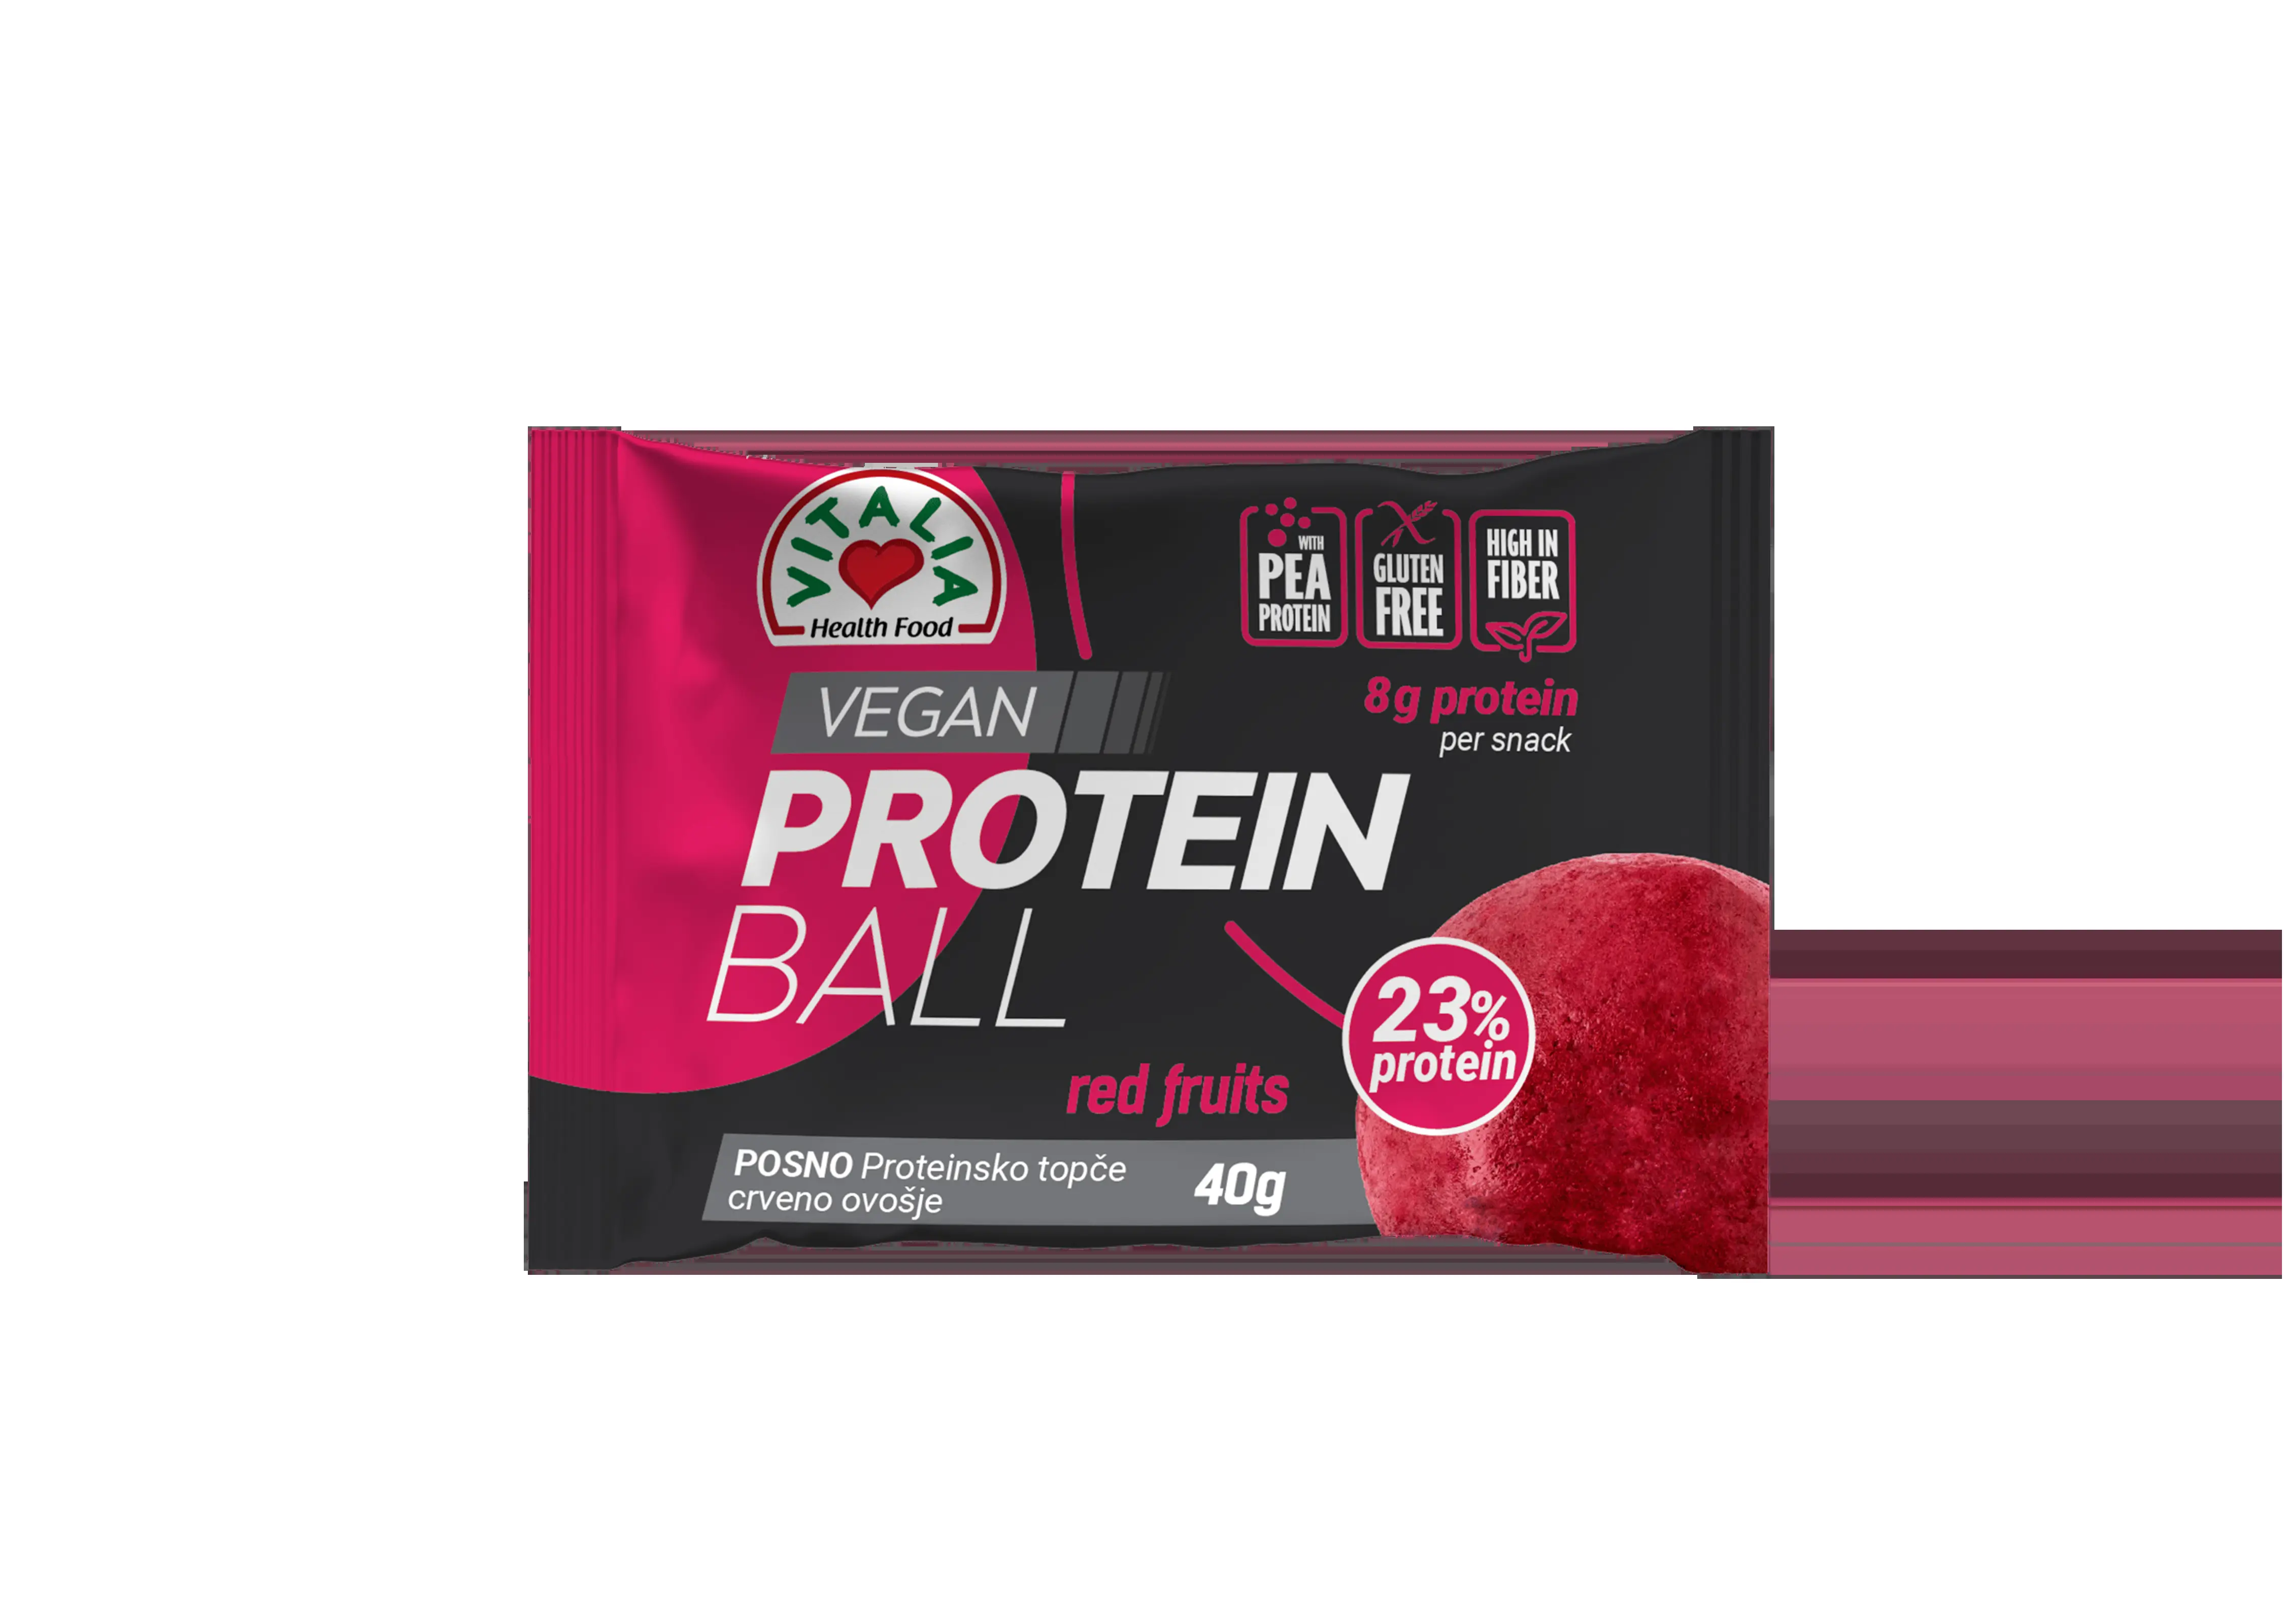 VITALIA
Health Food
WITH
PEA
PROTEIN
GLUTEN
FREE
HIGH IN
FIBER
8g protein
per snack
VEGAN
PROTEIN
BALL
red fruits
23%
protein
POSNO Proteinsko topče
crveno ovošje
40g